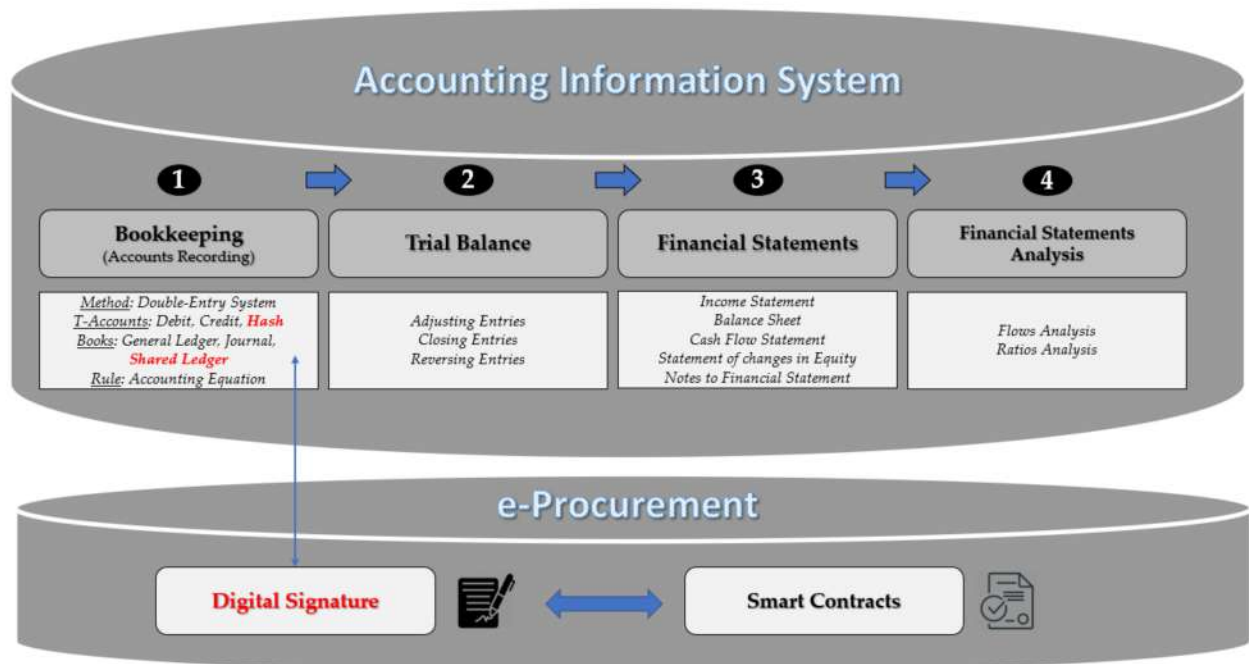 Accounting Information System
1
2
3
4
Bookkeeping
(Accounts Recording)
Trial Balance
Financial Statements
Financial Statements
Analysis
Method: Double-Entry System
T-Accounts: Debit, Credit, Hash
Books: General Ledger, Journal,
Shared Ledger
Rule: Accounting Equation
Adjusting Entries
Closing Entries
Reversing Entries
Income Statement
Balance Sheet
Cash Flow Statement
Statement of changes in Equity
Notes to Financial Statement
Flows Analysis
Ratios Analysis
e-Procurement
Digital Signature
Smart Contracts